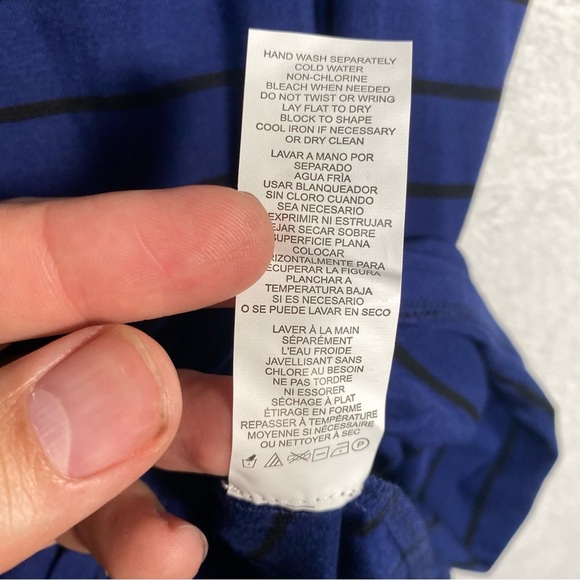 HAND WASH SEPARATELY
COLD WATER
NON-CHLORINE
BLEACH WHEN NEEDED
DO NOT TWIST OR WRING
LAY FLAT TO DRY
BLOCK TO SHAPE
COOL IRON IF NECESSARY
OR DRY CLEAN
LAVAR A MANO POR
SEPARADO
AGUA FRÍA
USAR BLANQUEADOR
SIN CLORO CUANDO
SEA NECESARIO
EXPRIMIR NI ESTRUJAR
EJAR SECAR SOBRE
SUPERFICIE PLANA
COLOCAR
RIZONTALMENTE PARA
ECUPERAR LA FIGURA
PLANCHAR A
TEMPERATURA BAJA
SI ES NECESARIO
O SE PUEDE LAVAR EN SECO
LAVER À LA MAIN
SÉPARÉMENT
L'EAU FROIDE
JAVELLISANT SANS
CHLORE AU BESOIN
NE PAS TORDRE
NI ESSORER
SÉCHAGE À PLAT
ÉTIRAGE EN FORME
REPASSER À TEMPÉRATURE
MOYENNE SI NÉCESSAIRE
OU NETTOYER À SEC
P